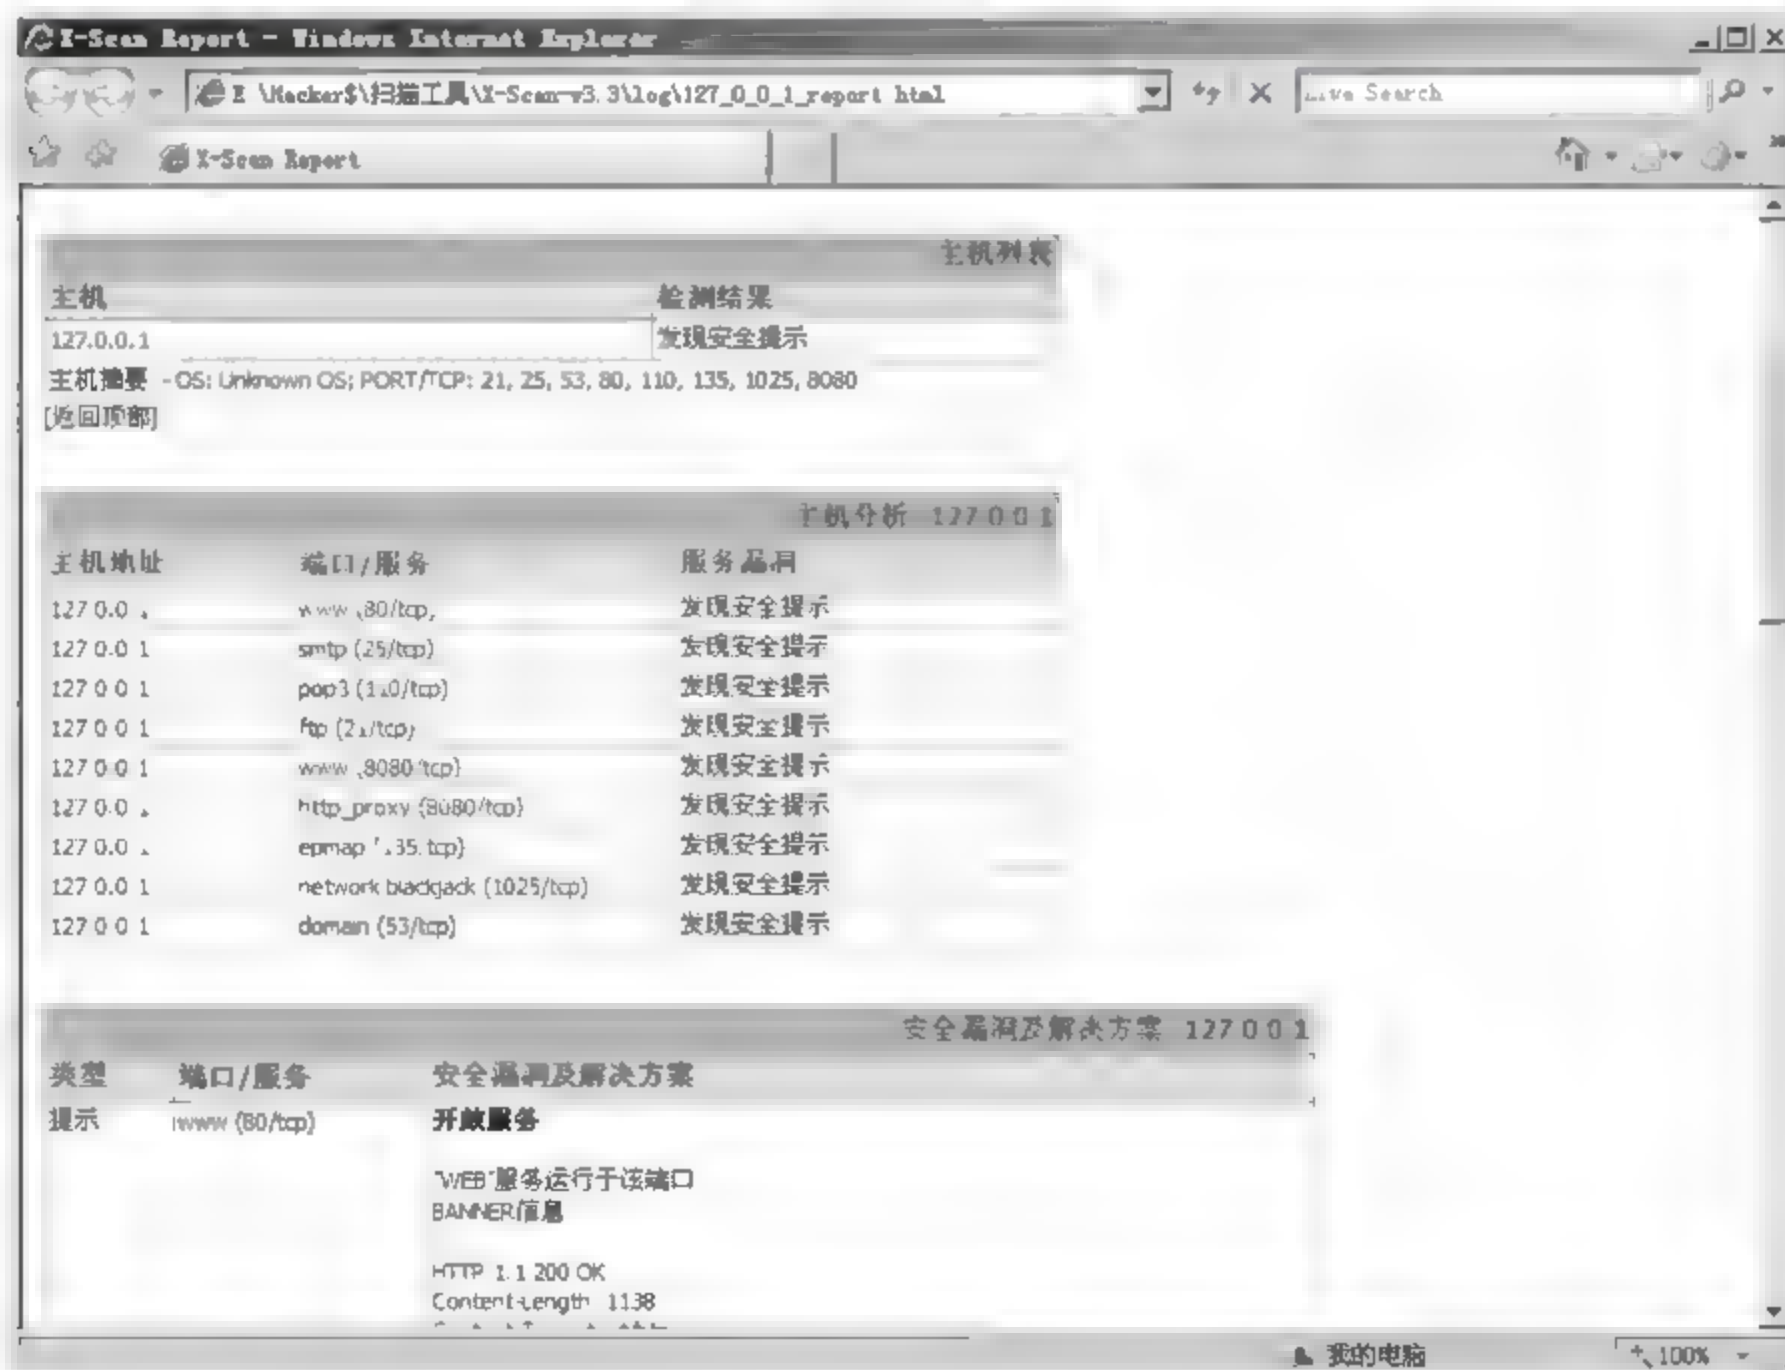 X-Scan Report - Windows Internet Explorer
E \Hacker$\扫描工具\X-Scan-v3.3\log\127_0_0_1_report html
Live Search
X-Scan Report
主机列表
主机 检测结果
127.0.0.1 发现安全提示
主机摘要 - OS: Unknown OS; PORT/TCP: 21, 25, 53, 80, 110, 135, 1025, 8080
[返回顶部]
主机分析 127 0 0 1
主机地址 端口/服务 服务漏洞
127 0.0 www (80/tcp) 发现安全提示
127 0.0 1 smtp (25/tcp) 发现安全提示
127 0 0 1 pop3 (110/tcp) 发现安全提示
127 0 0 1 ftp (21/tcp) 发现安全提示
127 0 0 1 www (8080/tcp) 发现安全提示
127 0.0 http_proxy (8080/tcp) 发现安全提示
127 0.0 epmap (135/tcp) 发现安全提示
127 0.0 1 network blackjack (1025/tcp) 发现安全提示
127 0 0 1 domain (53/tcp) 发现安全提示
安全漏洞及解决方案 127 0 0 1
类型 端口/服务 安全漏洞及解决方案
提示 www (80/tcp) 开放服务
"WEB"服务运行于该端口
BANNER信息
HTTP 1.1 200 OK
Content-Length 1138
我的电脑
100%